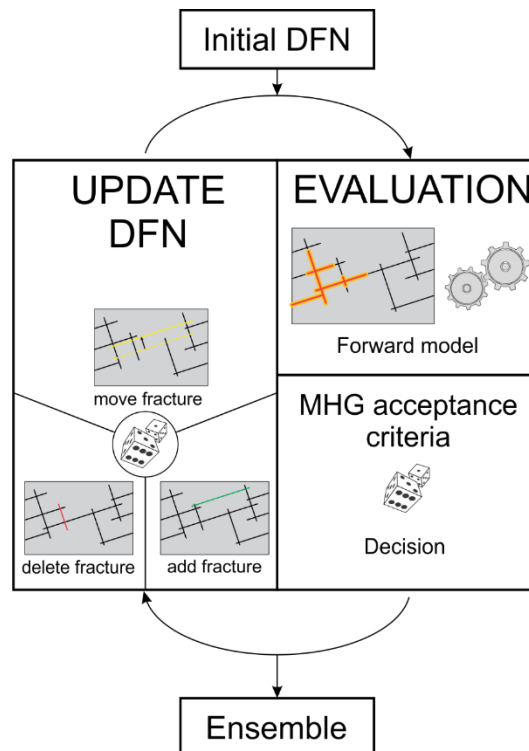 Initial DFN
UPDATE
DFN
move fracture
delete fracture
add fracture
EVALUATION
Forward model
MHG acceptance
criteria
Decision
Ensemble